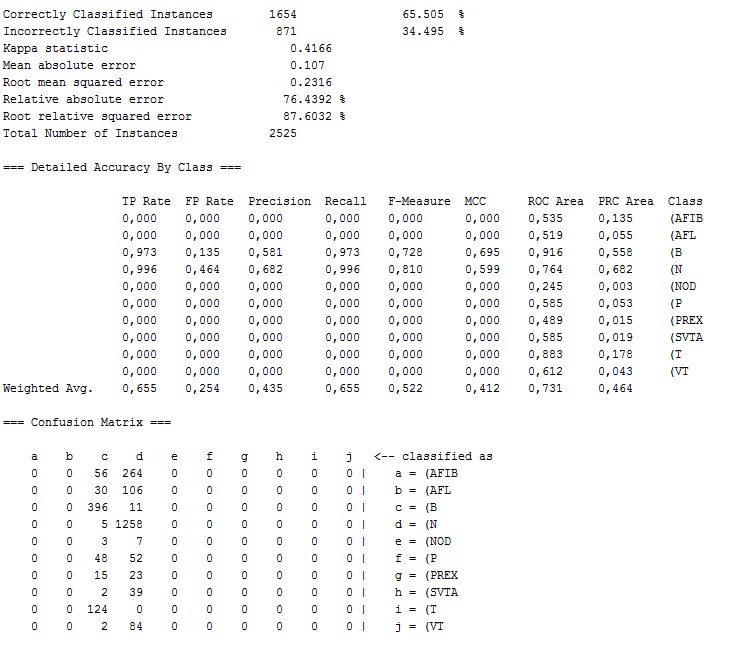 Correctly Classified Instances 1654 65.505 %
Incorrectly Classified Instances 871 34.495 %
Kappa statistic 0.4166
Mean absolute error 0.107
Root mean squared error 0.2316
Relative absolute error 76.4392 %
Root relative squared error 87.6032 %
Total Number of Instances 2525
=== Detailed Accuracy By Class ===
TP Rate FP Rate Precision Recall F-Measure MCC ROC Area PRC Area Class
0,000 0,000 0,000 0,000 0,000 0,000 0,535 0,135 (AFIB
0,000 0,000 0,000 0,000 0,000 0,000 0,519 0,055 (AFL
0,973 0,135 0,581 0,973 0,728 0,695 0,916 0,558 (B
0,996 0,464 0,682 0,996 0,810 0,599 0,764 0,682 (N
0,000 0,000 0,000 0,000 0,000 0,000 0,245 0,003 (NOD
0,000 0,000 0,000 0,000 0,000 0,000 0,585 0,053 (P
0,000 0,000 0,000 0,000 0,000 0,000 0,489 0,015 (PREX
0,000 0,000 0,000 0,000 0,000 0,000 0,585 0,019 (SVTA
0,000 0,000 0,000 0,000 0,000 0,000 0,883 0,178 (T
0,000 0,000 0,000 0,000 0,000 0,000 0,612 0,043 (VT
Weighted Avg. 0,655 0,254 0,435 0,655 0,522 0,412 0,731 0,464
=== Confusion Matrix ===
a b c d e f g h i j <-- classified as
0 0 56 264 0 0 0 0 0 0 | a = (AFIB
0 0 30 106 0 0 0 0 0 0 | b = (AFL
0 0 396 11 0 0 0 0 0 0 | c = (B
0 0 5 1258 0 0 0 0 0 0 | d = (N
0 0 3 7 0 0 0 0 0 0 | e = (NOD
0 0 48 52 0 0 0 0 0 0 | f = (P
0 0 15 23 0 0 0 0 0 0 | g = (PREX
0 0 2 39 0 0 0 0 0 0 | h = (SVTA
0 0 124 0 0 0 0 0 0 0 | i = (T
0 0 2 84 0 0 0 0 0 0 | j = (VT